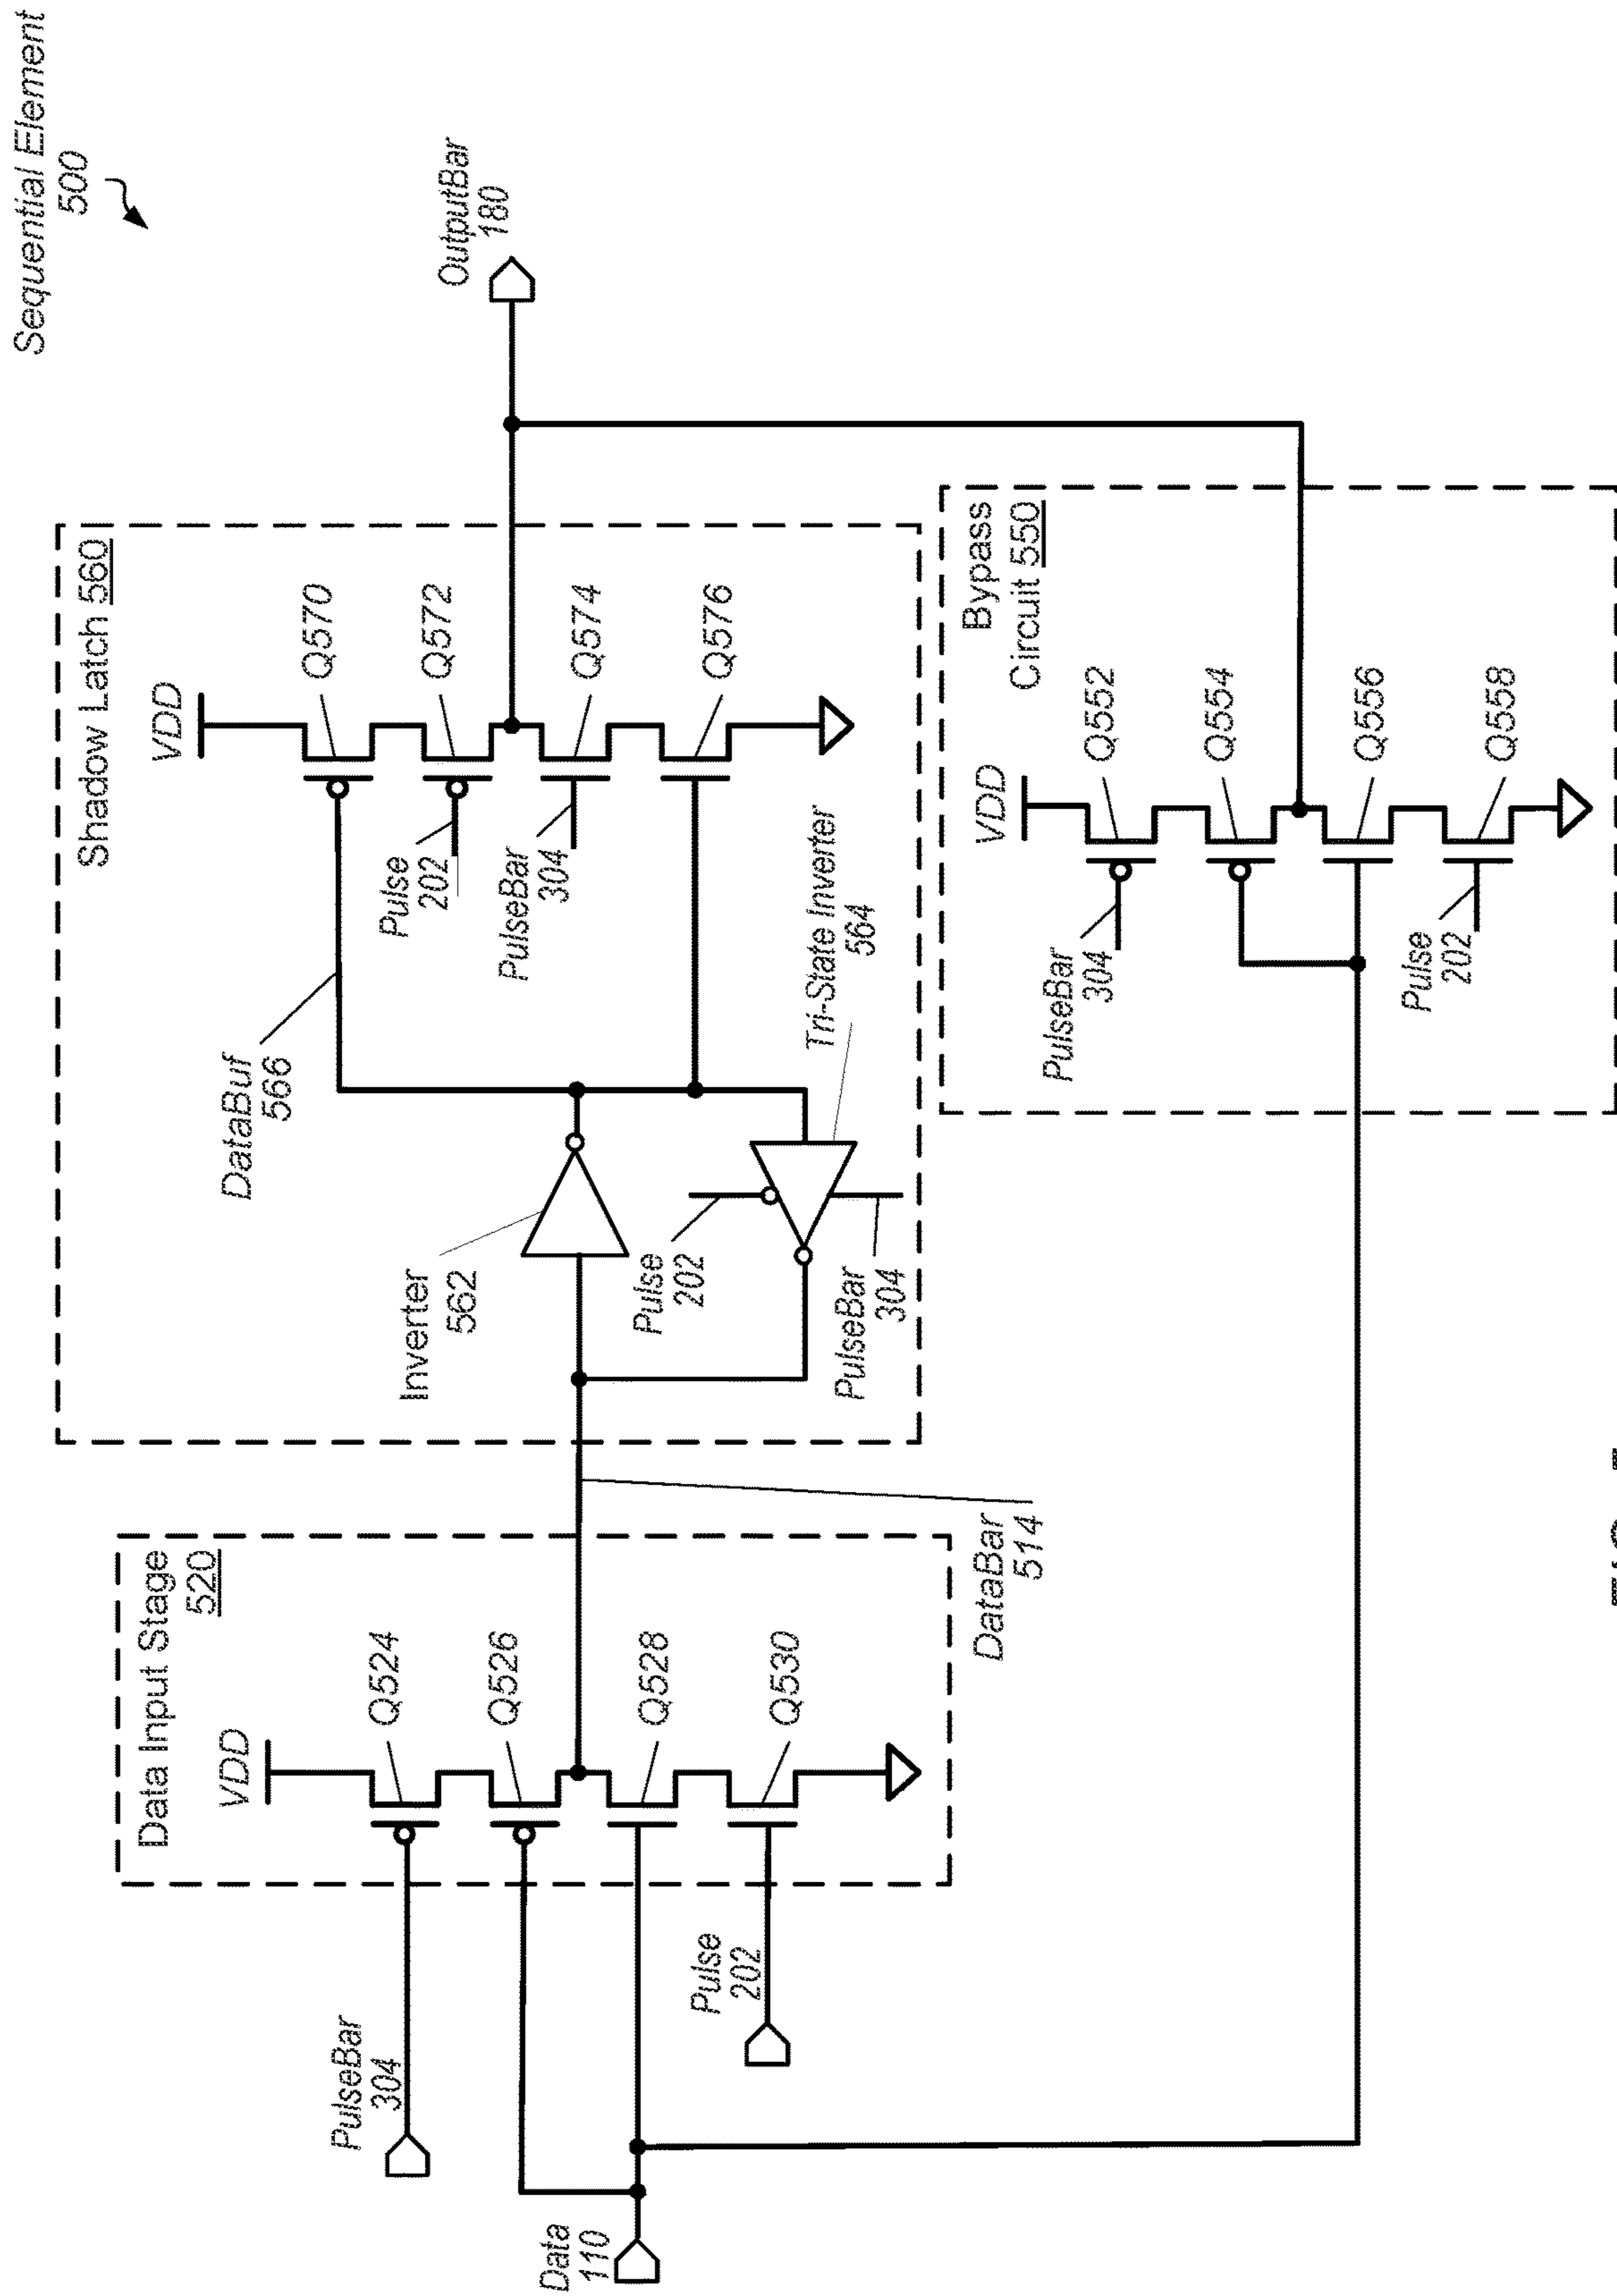 Sequential Element
500
Data Input Stage
520
VDD
Q524
Q526
Q528
Q530
PulseBar
304
Data
110
Pulse
202
DataBar
514
Shadow Latch 560
VDD
Q570
Q572
Q574
Q576
DataBuf
566
Pulse
202
PulseBar
304
Inverter
562
Tri-State Inverter
564
Pulse
202
PulseBar
304
OutputBar
180
Bypass
Circuit 550
VDD
Q552
Q554
Q556
Q558
PulseBar
304
Pulse
202